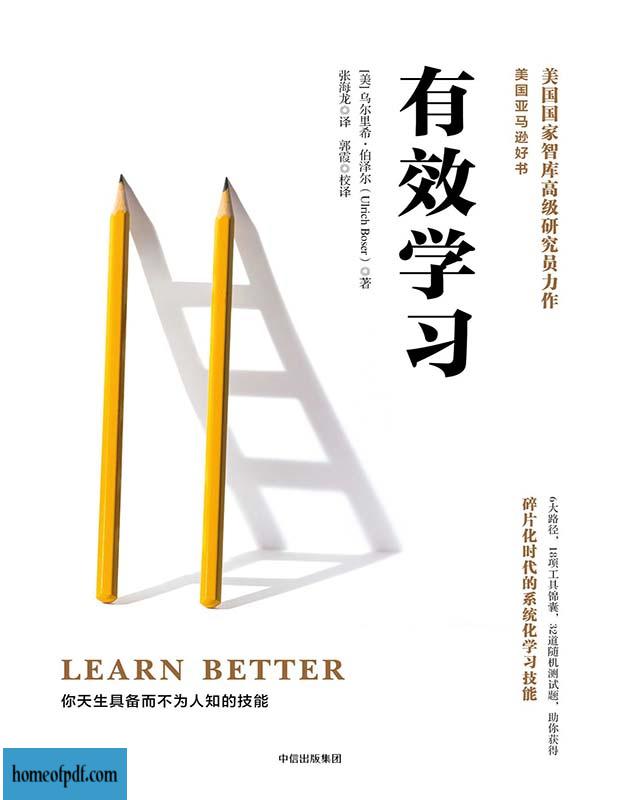 美国国家智库高级研究员力作
美国亚马逊好书
有效学习
[美]乌尔里希·伯泽尔(Ulrich Boser)◎著
张海龙◎译 郭霞◎校译
6大路径，18项工具锦囊，32道随机测试题，助你获得
碎片化时代的系统化学习技能
LEARN BETTER
你天生具备而不为人知的技能
中信出版集团
homeofpdf.com